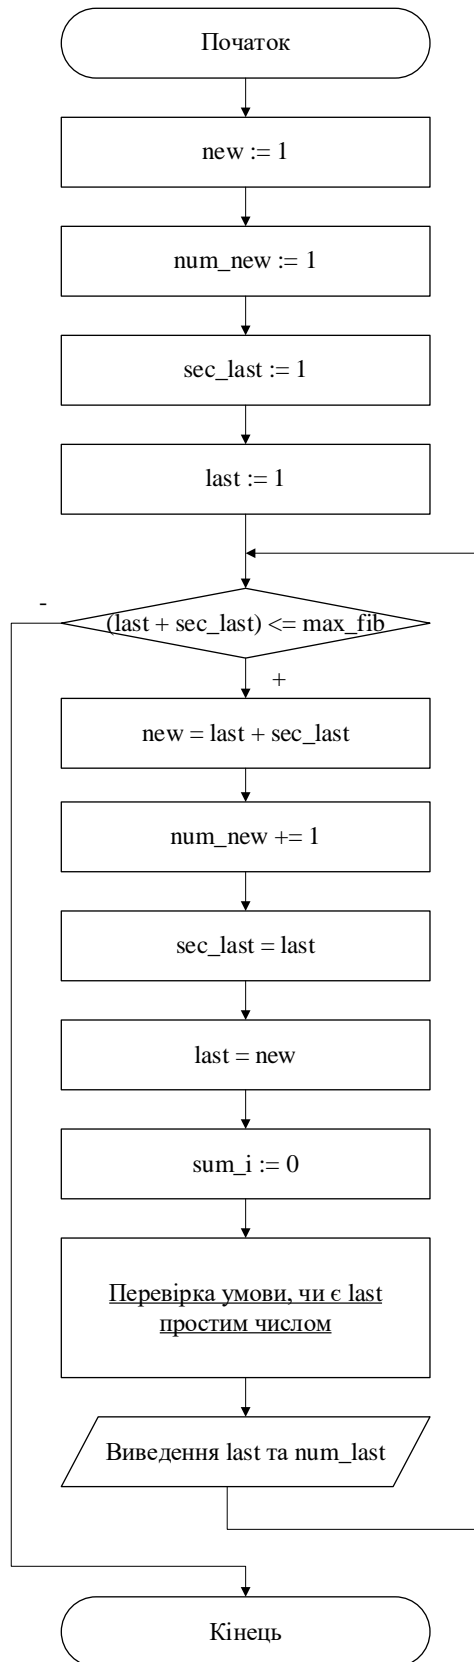 Початок
new := 1
num_new := 1
sec_last := 1
last := 1
-
(last + sec_last) <= max_fib
+
new = last + sec_last
num_new += 1
sec_last = last
last = new
sum_i := 0
Перевірка умови, чи є last
простим числом
Виведення last та num_last
Кінець